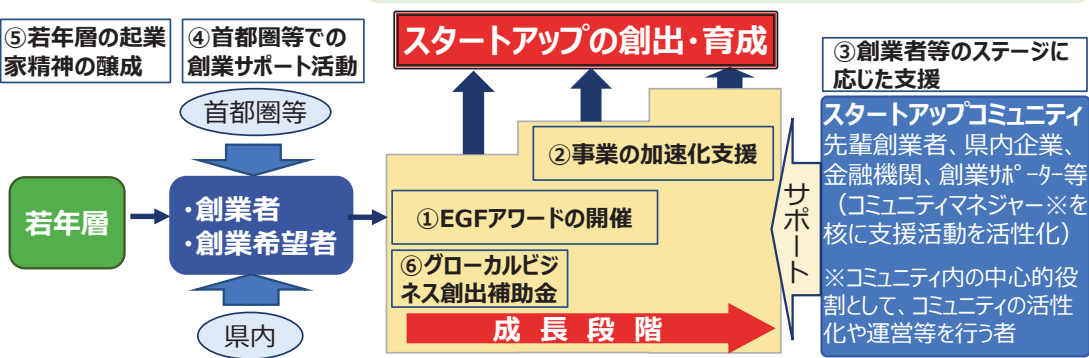 ⑤若年層の起業
家精神の醸成
④首都圏等での
創業サポート活動
スタートアップの創出・育成
③創業者等のステージに
応じた支援
首都圏等
若年層
・創業者
・創業希望者
県内
②事業の加速化支援
①EGFアワードの開催
⑥グローカルビジ
ネス創出補助金
成長段階
サポート
スタートアップコミュニティ
先輩創業者、県内企業、
金融機関、創業ｻﾎﾟｰﾀｰ等
（コミュニティマネジャー※を
核に支援活動を活性化）
※コミュニティ内の中心的役
割として、コミュニティの活性
化や運営等を行う者